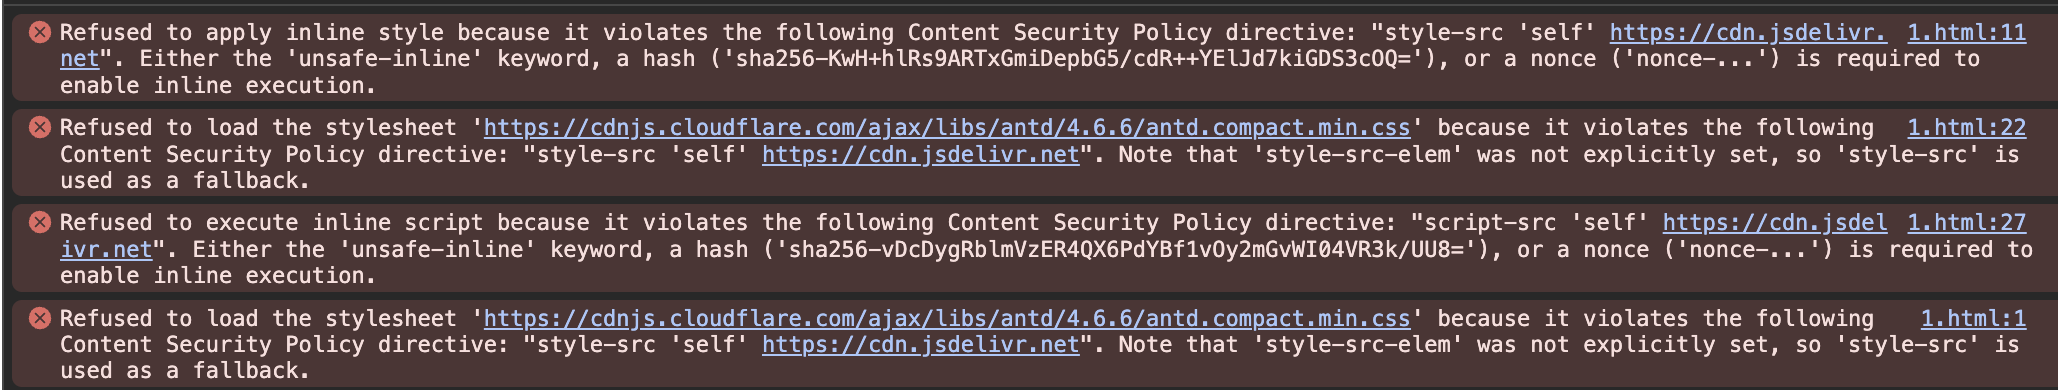 Refused to apply inline style because it violates the following Content Security Policy directive: "style-src 'self' https://cdn.jsdelivr. 1.html:11
net". Either the 'unsafe-inline' keyword, a hash ('sha256-KwH+hlRs9ARTxGmiDepbG5/cdR++YElJd7kiGDS3cOQ='), or a nonce ('nonce-...') is required to
enable inline execution.
Refused to load the stylesheet 'https://cdnjs.cloudflare.com/ajax/libs/antd/4.6.6/antd.compact.min.css' because it violates the following 1.html:22
Content Security Policy directive: "style-src 'self' https://cdn.jsdelivr.net". Note that 'style-src-elem' was not explicitly set, so 'style-src' is
used as a fallback.
Refused to execute inline script because it violates the following Content Security Policy directive: "script-src 'self' https://cdn.jsdel 1.html:27
ivr.net". Either the 'unsafe-inline' keyword, a hash ('sha256-vDcDygRblmVzER4QX6PdYBf1vOy2mGvWI04VR3k/UU8='), or a nonce ('nonce-...') is required to
enable inline execution.
Refused to load the stylesheet 'https://cdnjs.cloudflare.com/ajax/libs/antd/4.6.6/antd.compact.min.css' because it violates the following 1.html:1
Content Security Policy directive: "style-src 'self' https://cdn.jsdelivr.net". Note that 'style-src-elem' was not explicitly set, so 'style-src' is
used as a fallback.